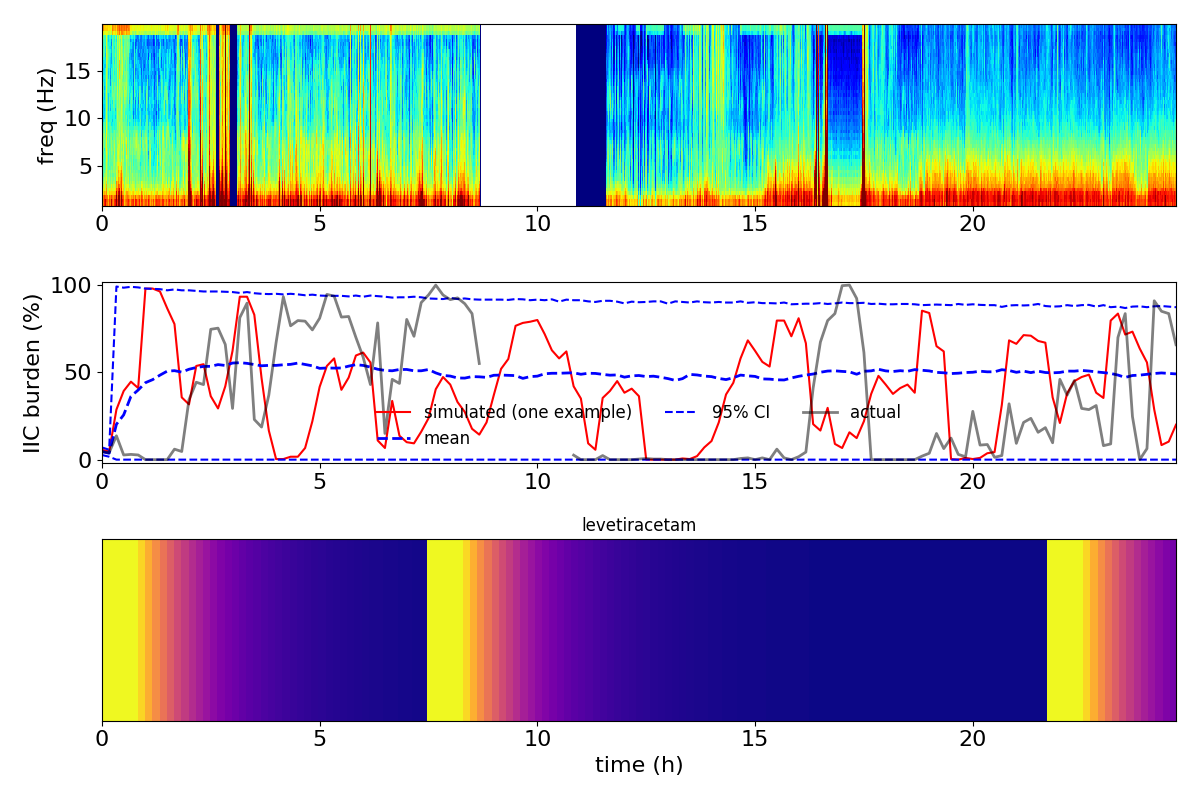 freq (Hz)
15
10
5
0 5 10 15 20
IIC burden (%)
100
50
0
simulated (one example) 95% CI actual
mean
0 5 10 15 20
levetiracetam
0 5 10 15 20
time (h)